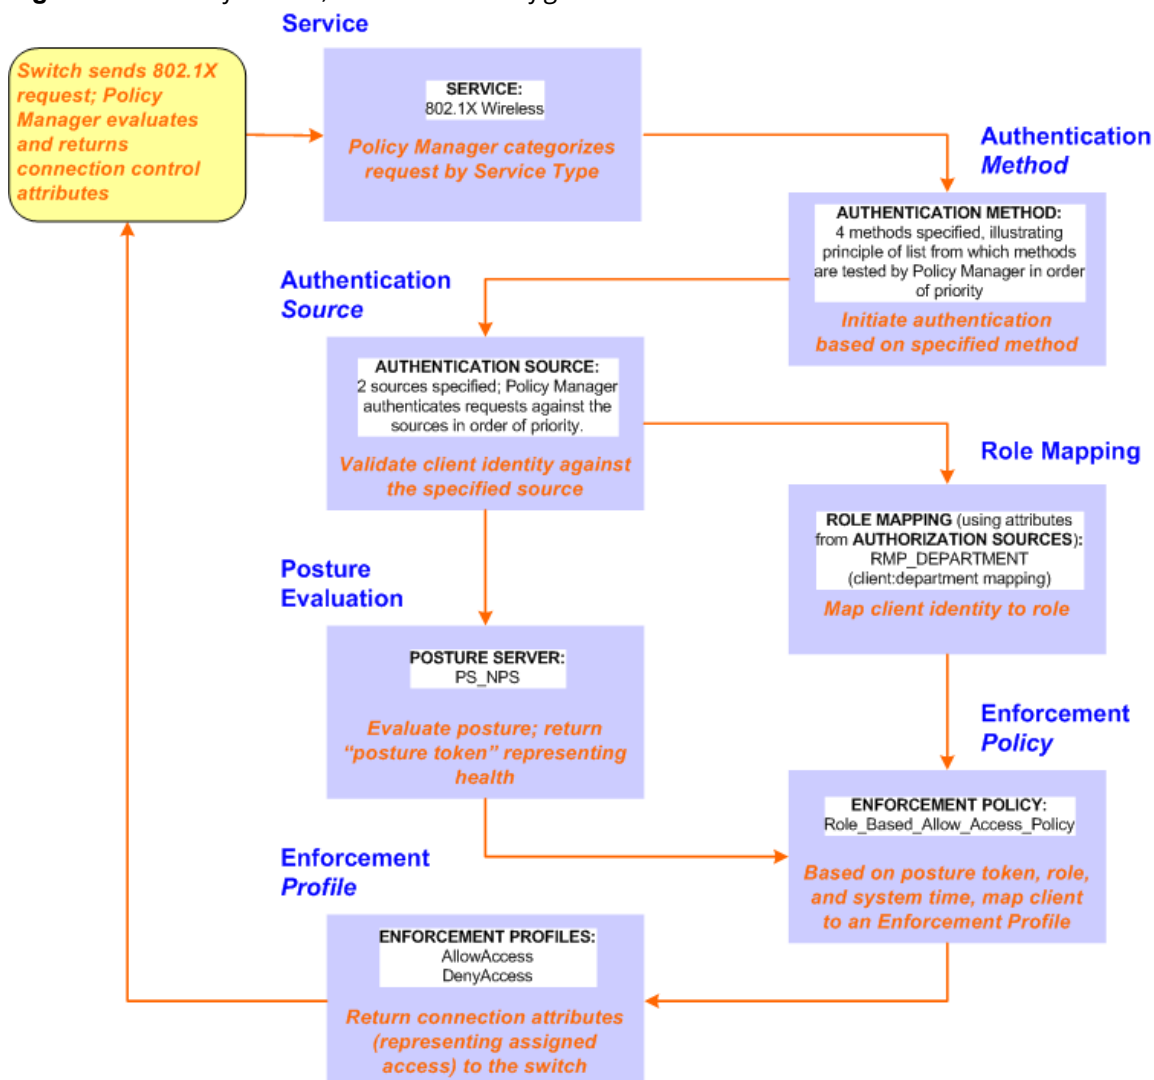 Service
Switch sends 802.1X
request; Policy
Manager evaluates
and returns
connection control
attributes
SERVICE:
802.1X Wireless
Policy Manager categorizes
request by Service Type
Authentication
Method
AUTHENTICATION METHOD:
4 methods specified, illustrating
principle of list from which methods
are tested by Policy Manager in order
of priority
Initiate authentication
based on specified method
Authentication
Source
AUTHENTICATION SOURCE:
2 sources specified; Policy Manager
authenticates requests against the
sources in order of priority.
Validate client identity against
the specified source
Role Mapping
ROLE MAPPING (using attributes
from AUTHORIZATION SOURCES):
RMP_DEPARTMENT
(client:department mapping)
Map client identity to role
Posture
Evaluation
POSTURE SERVER:
PS_NPS
Evaluate posture; return
“posture token” representing
health
Enforcement
Policy
ENFORCEMENT POLICY:
Role_Based_Allow_Access_Policy
Based on posture token, role,
and system time, map client
to an Enforcement Profile
Enforcement
Profile
ENFORCEMENT PROFILES:
AllowAccess
DenyAccess
Return connection attributes
(representing assigned
access) to the switch